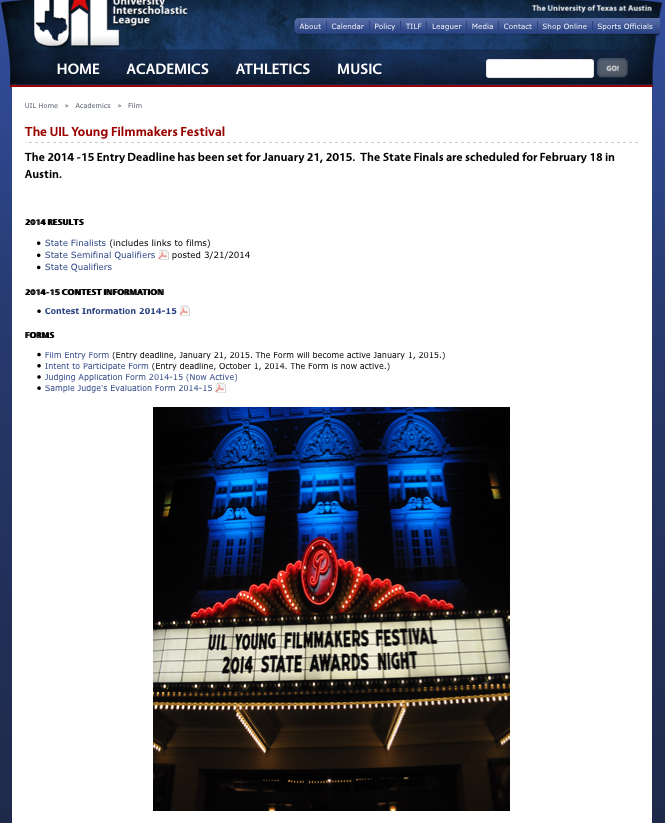 University
Interscholastic
League
UIL
The University of Texas at Austin
About Calendar Policy TILF Leaguer Media Contact Shop Online Sports Officials
HOME ACADEMICS ATHLETICS MUSIC
GO!
UIL Home » Academics » Film
The UIL Young Filmmakers Festival
The 2014 -15 Entry Deadline has been set for January 21, 2015. The State Finals are scheduled for February 18 in
Austin.
2014 RESULTS
• State Finalists (includes links to films)
• State Semifinal Qualifiers posted 3/21/2014
• State Qualifiers
2014-15 CONTEST INFORMATION
• Contest Information 2014-15
FORMS
• Film Entry Form (Entry deadline, January 21, 2015. The Form will become active January 1, 2015.)
• Intent to Participate Form (Entry deadline, October 1, 2014. The Form is now active.)
• Judging Application Form 2014-15 (Now Active)
• Sample Judge's Evaluation Form 2014-15
P
UIL YOUNG FILMMAKERS FESTIVAL
2014 STATE AWARDS NIGHT